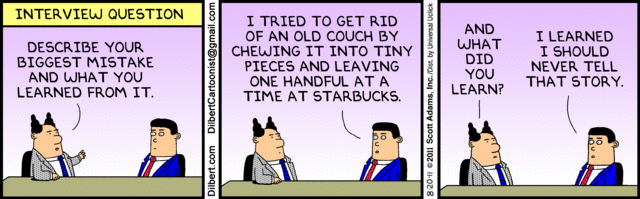 INTERVIEW QUESTION
DESCRIBE YOUR
BIGGEST MISTAKE
AND WHAT YOU
LEARNED FROM IT.
Dilbert.com DilbertCartoonist@gmail.com
I TRIED TO GET RID
OF AN OLD COUCH BY
CHEWING IT INTO TINY
PIECES AND LEAVING
ONE HANDFUL AT A
TIME AT STARBUCKS.
8-20-11 ©2011 Scott Adams, Inc./Dist. by Universal Uclick
AND
WHAT
DID
YOU
LEARN?
I LEARNED
I SHOULD
NEVER TELL
THAT STORY.